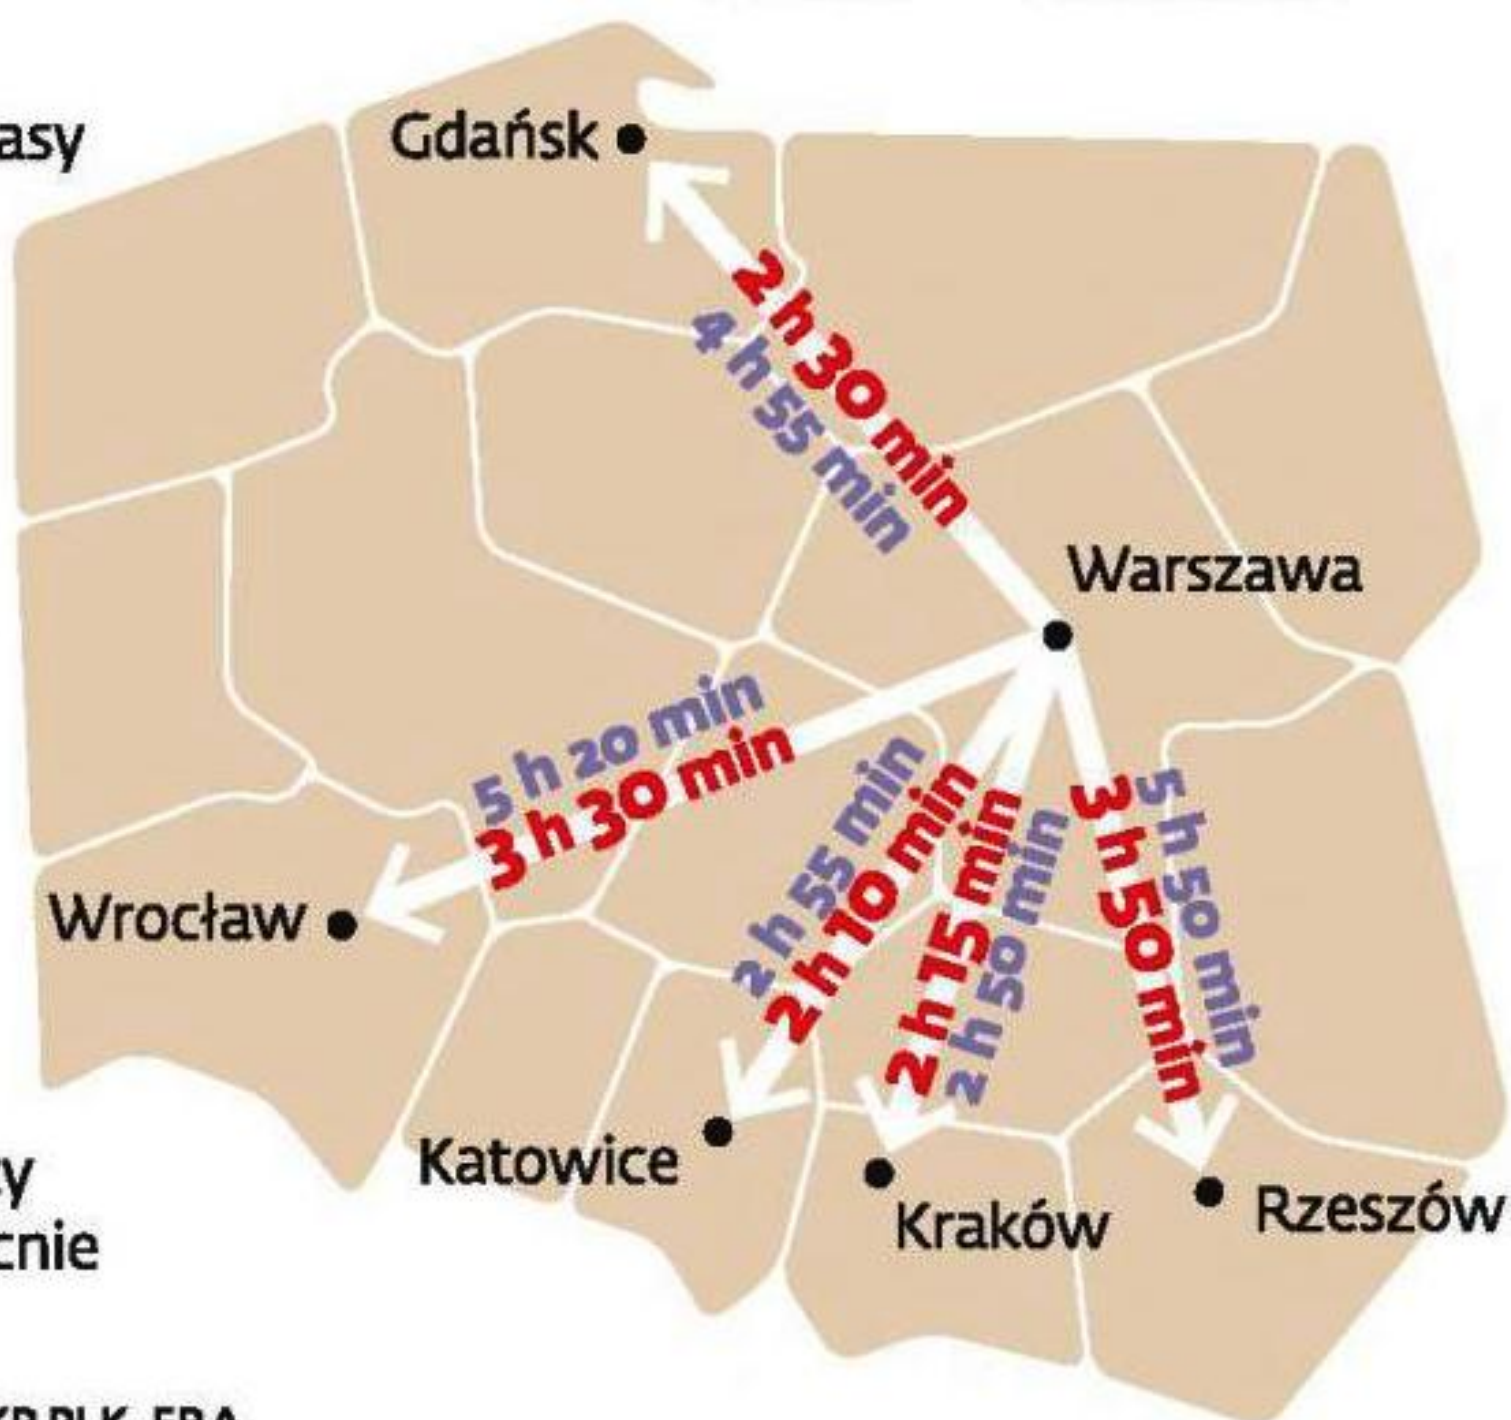 asy
Gdańsk
2 h 30 min
4 h 55 min
Warszawa
5 h 20 min
3 h 30 min
Wrocław
2 h 55 min
2 h 10 min
2 h 15 min
2 h 50 min
3 h 50 min
5 h 50 min
Katowice
Kraków
Rzeszów
y
cnie